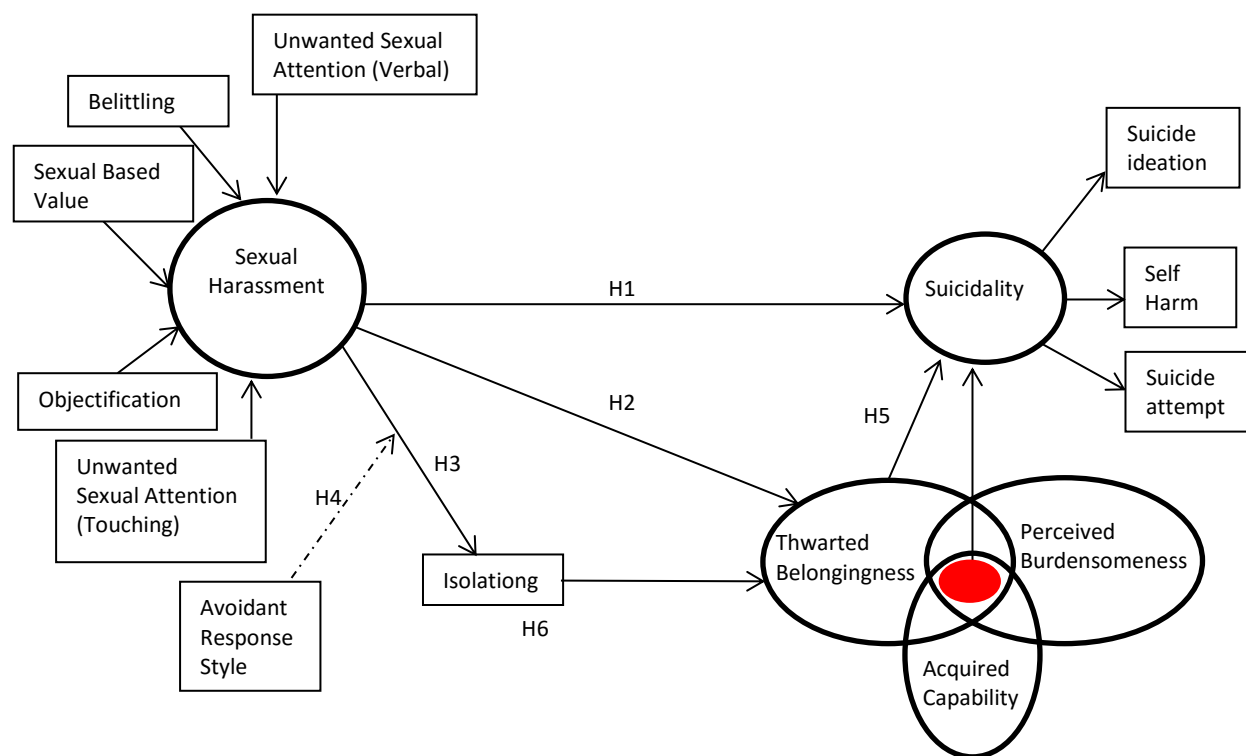 Unwanted Sexual
Attention (Verbal)
Belittling
Sexual Based
Value
Sexual
Harassment
Objectification
Unwanted
Sexual Attention
(Touching)
H1
H2
H3
H4
Avoidant
Response
Style
Isolationg
H6
H5
Suicidality
Suicide
ideation
Self
Harm
Suicide
attempt
Thwarted
Belongingness
Perceived
Burdensomeness
Acquired
Capability